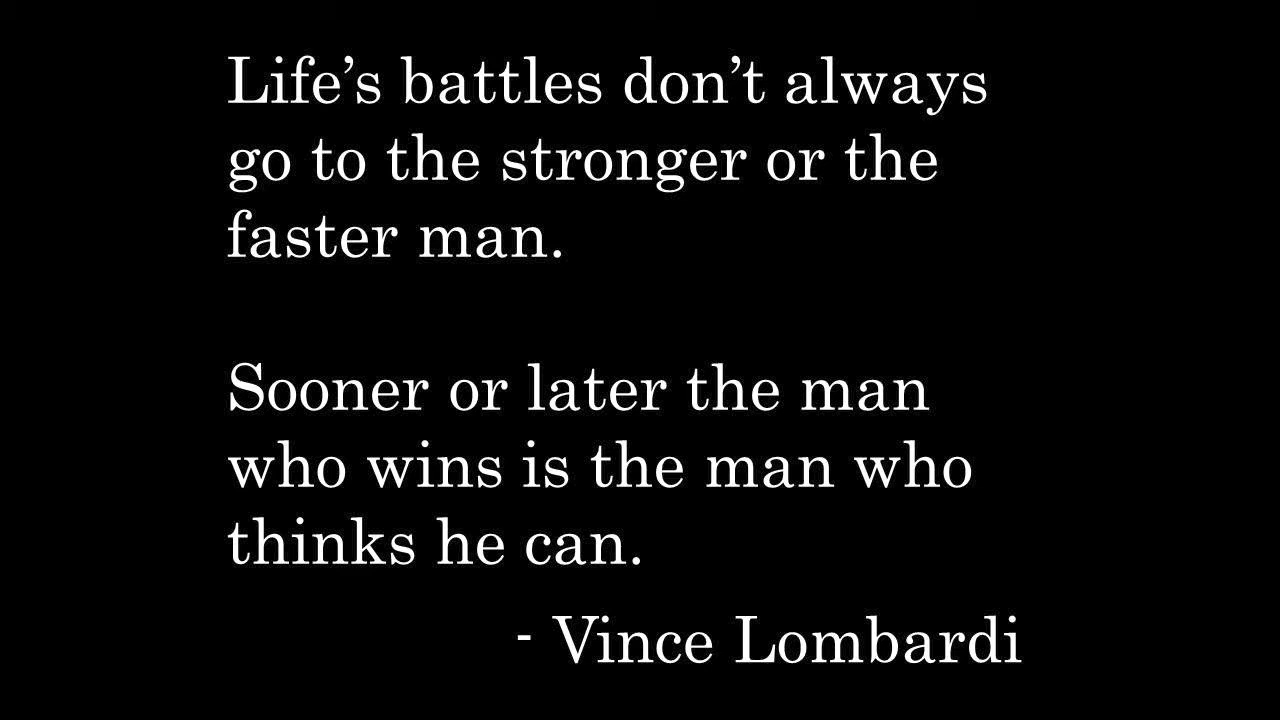 Life’s battles don’t always
go to the stronger or the
faster man.
Sooner or later the man
who wins is the man who
thinks he can.
- Vince Lombardi